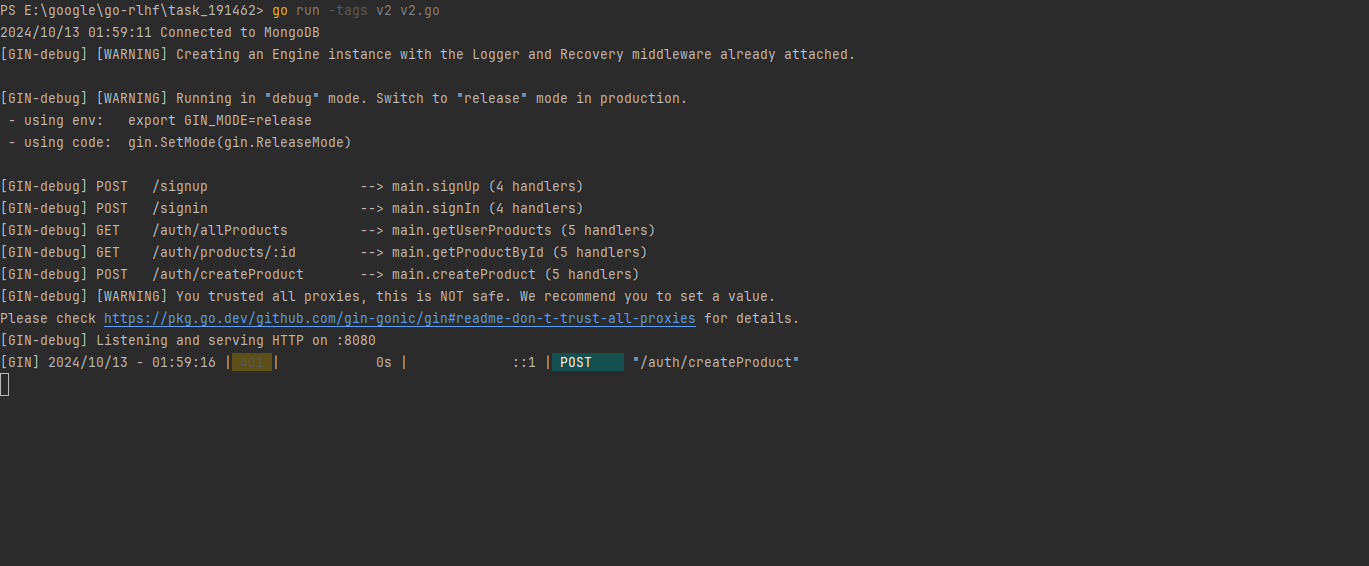 PS E:\google\go-rlhf\task_191462> go run -tags v2 v2.go
2024/10/13 01:59:11 Connected to MongoDB
[GIN-debug] [WARNING] Creating an Engine instance with the Logger and Recovery middleware already attached.
[GIN-debug] [WARNING] Running in "debug" mode. Switch to "release" mode in production.
 - using env:   export GIN_MODE=release
 - using code:  gin.SetMode(gin.ReleaseMode)
[GIN-debug] POST   /signup                   --> main.signUp (4 handlers)
[GIN-debug] POST   /signin                   --> main.signIn (4 handlers)
[GIN-debug] GET    /auth/allProducts         --> main.getUserProducts (5 handlers)
[GIN-debug] GET    /auth/products/:id        --> main.getProductById (5 handlers)
[GIN-debug] POST   /auth/createProduct       --> main.createProduct (5 handlers)
[GIN-debug] [WARNING] You trusted all proxies, this is NOT safe. We recommend you to set a value.
Please check https://pkg.go.dev/github.com/gin-gonic/gin#readme-don-t-trust-all-proxies for details.
[GIN-debug] Listening and serving HTTP on :8080
[GIN] 2024/10/13 - 01:59:16 | 401 |            0s |             ::1 | POST     "/auth/createProduct"